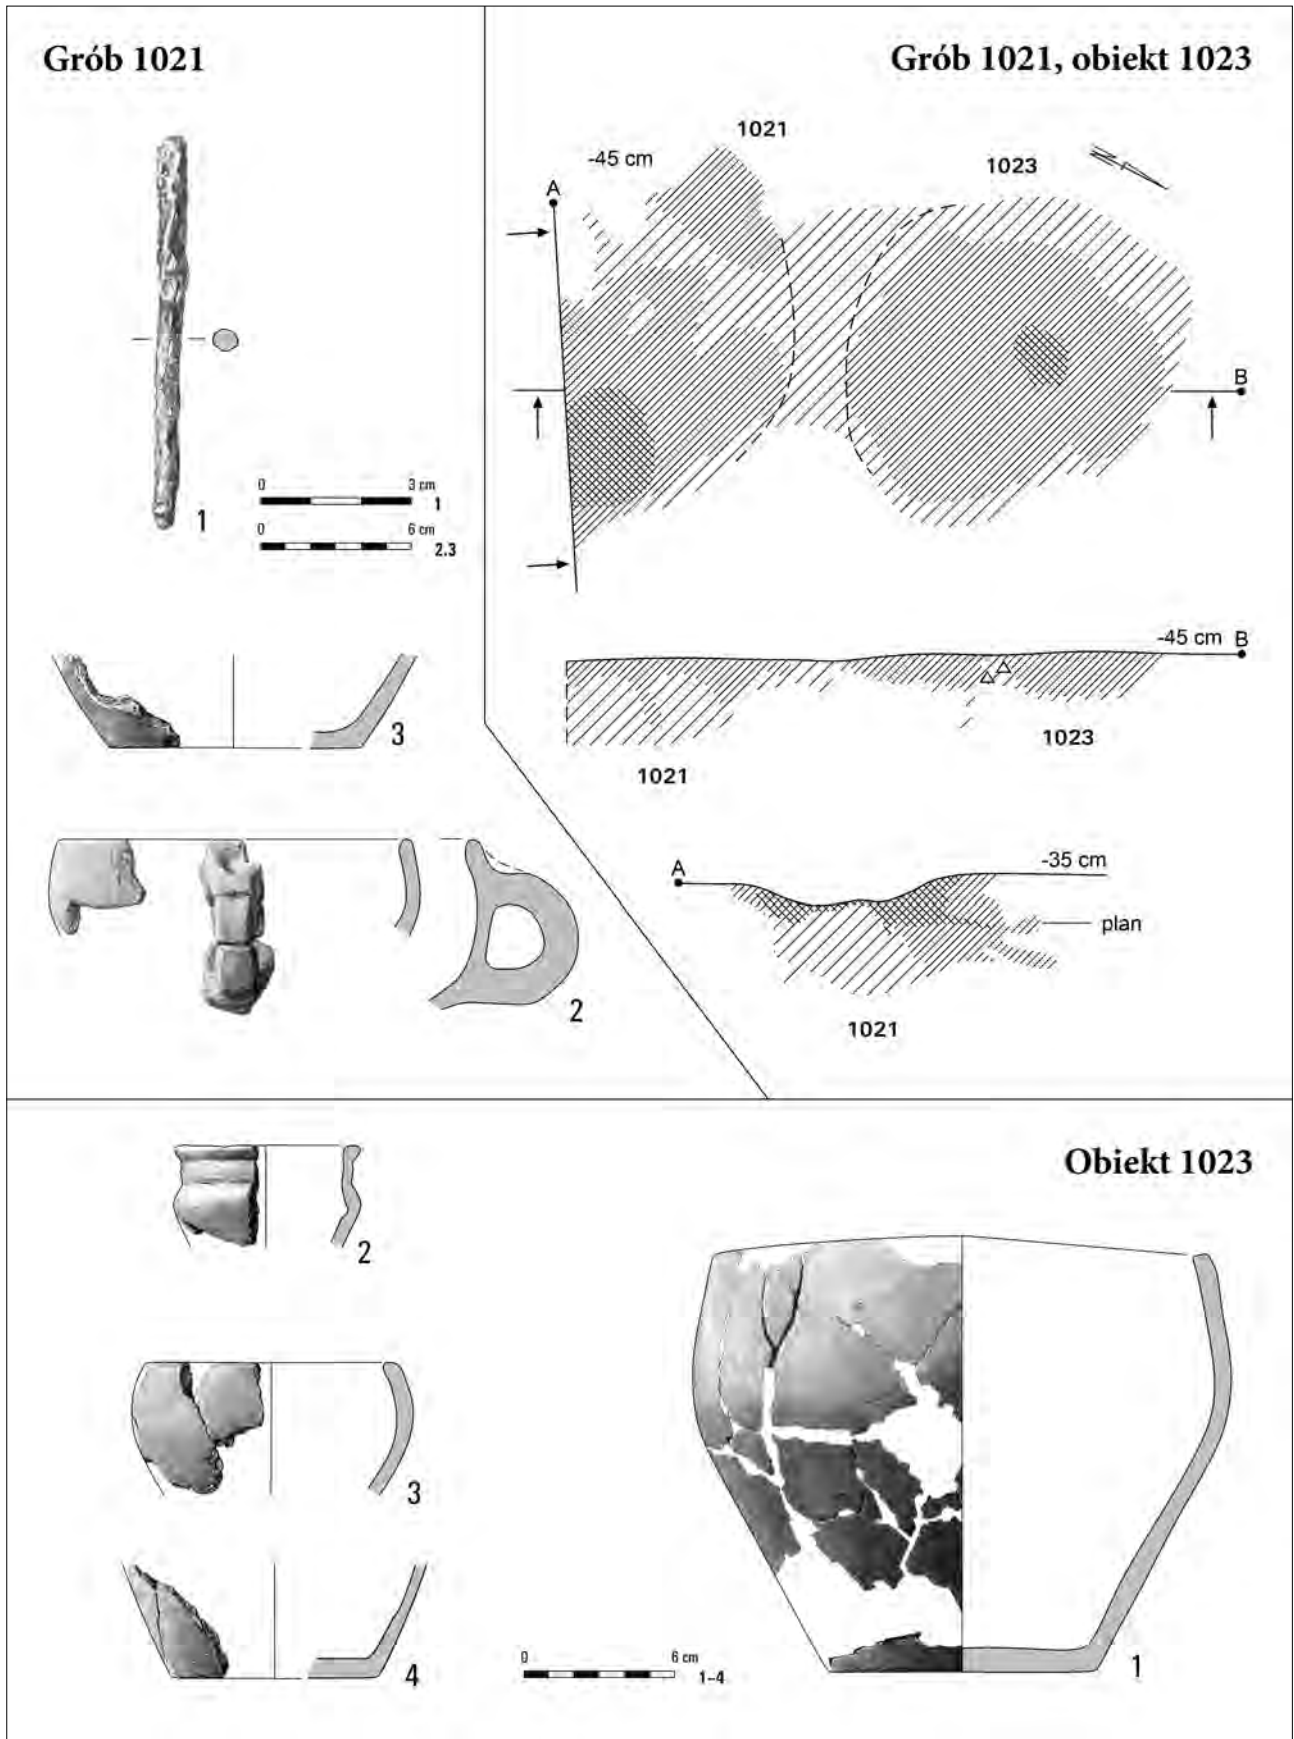 Grób 1021
1
0 3 cm
1
0 6 cm
2.3
3
2
Grób 1021, obiekt 1023
1021
-45 cm
1023
A
B
-45 cm B
1023
1021
-35 cm
A
plan
1021
Obiekt 1023
2
3
4
0 6 cm
1-4
1